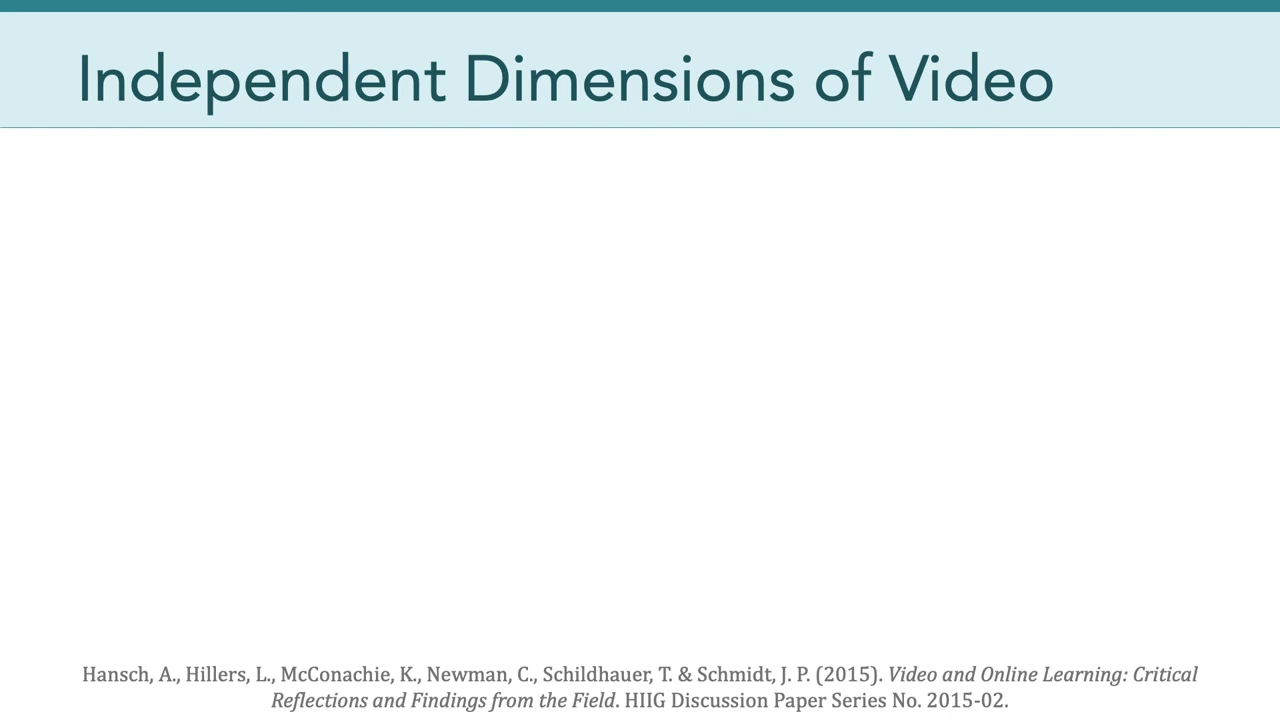 Independent Dimensions of Video
Hansch, A., Hillers, L., McConachie, K., Newman, C., Schildhauer, T. & Schmidt, J. P. (2015). Video and Online Learning: Critical
Reflections and Findings from the Field. HIIG Discussion Paper Series No. 2015-02.